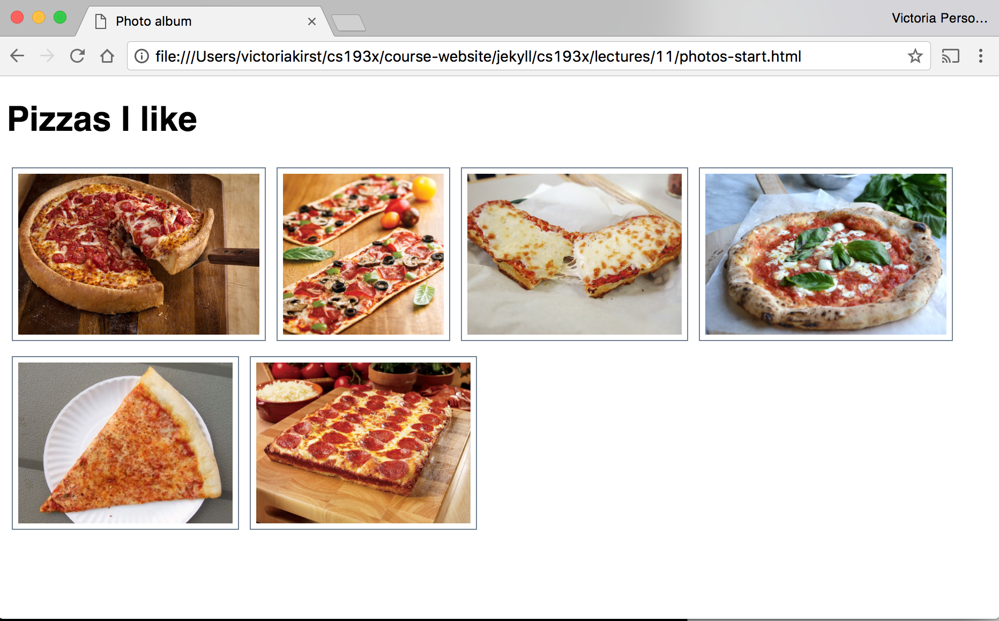 Photo album
Victoria Perso...
file:///Users/victoriakirst/cs193x/course-website/jekyll/cs193x/lectures/11/photos-start.html
Pizzas I like